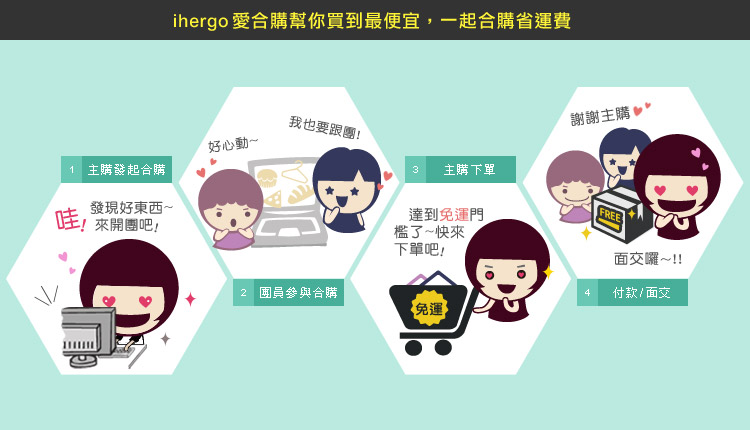 ihergo 愛合購幫你買到最便宜，一起合購省運費
1 主購發起合購
哇! 發現好東西~
來開團吧!
好心動~
我也要跟團!
2 團員參與合購
3 主購下單
達到免運門
檻了~快來
下單吧!
免運
謝謝主購
FREE
面交囉~!!
4 付款/面交